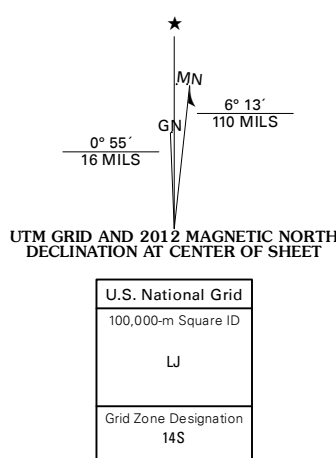 ★
MN
GN
6° 13´
110 MILS
0° 55´
16 MILS
UTM GRID AND 2012 MAGNETIC NORTH
DECLINATION AT CENTER OF SHEET
U.S. National Grid
100,000-m Square ID
LJ
Grid Zone Designation
14S